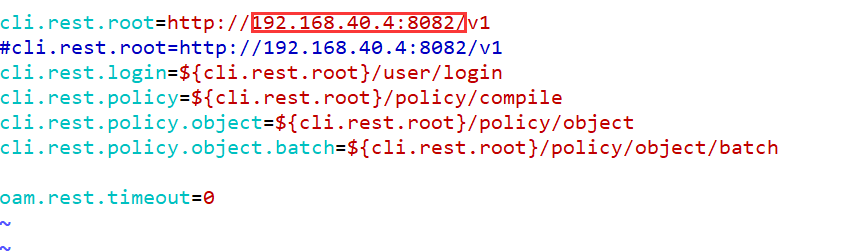 cli.rest.root=http://192.168.40.4:8082/v1
#cli.rest.root=http://192.168.40.4:8082/v1
cli.rest.login=${cli.rest.root}/user/login
cli.rest.policy=${cli.rest.root}/policy/compile
cli.rest.policy.object=${cli.rest.root}/policy/object
cli.rest.policy.object.batch=${cli.rest.root}/policy/object/batch
oam.rest.timeout=0
~
~